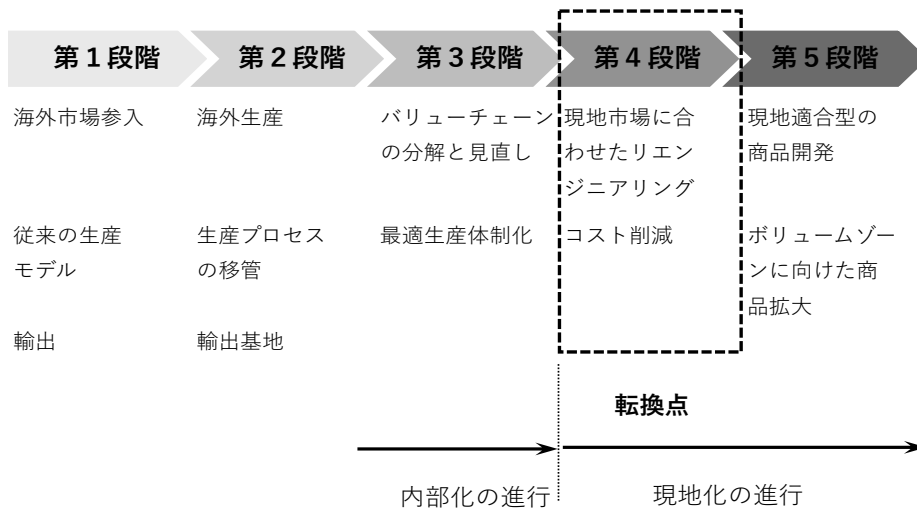 第1段階
第2段階
第3段階
第4段階
第5段階
海外市場参入
海外生産
バリューチェーン
の分解と見直し
現地市場に合
わせたリエン
ジニアリング
現地適合型の
商品開発
従来の生産
モデル
生産プロセス
の移管
最適生産体制化
コスト削減
ボリュームゾー
ンに向けた商
品拡大
輸出
輸出基地
転換点
内部化の進行
現地化の進行